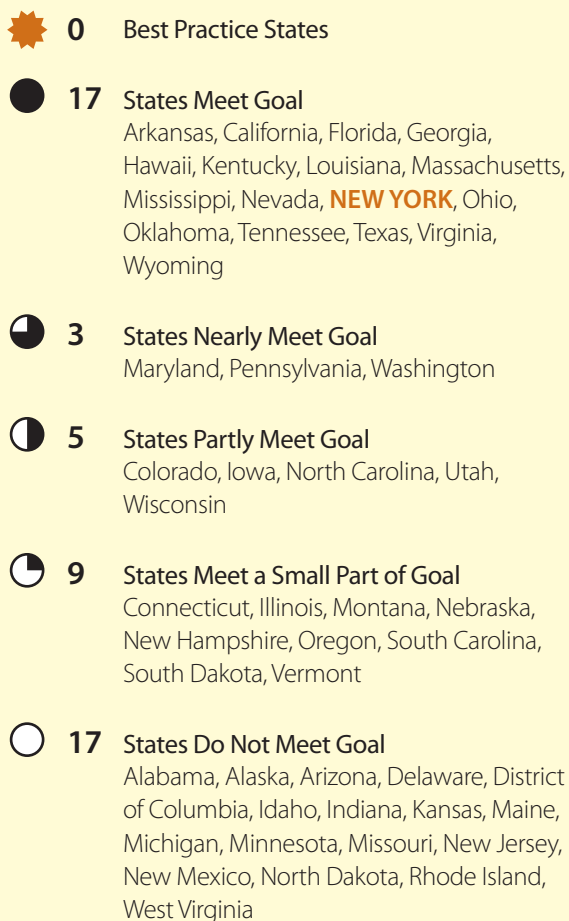 0 Best Practice States
17 States Meet Goal
Arkansas, California, Florida, Georgia,
Hawaii, Kentucky, Louisiana, Massachusetts,
Mississippi, Nevada, NEW YORK, Ohio,
Oklahoma, Tennessee, Texas, Virginia,
Wyoming
3 States Nearly Meet Goal
Maryland, Pennsylvania, Washington
5 States Partly Meet Goal
Colorado, Iowa, North Carolina, Utah,
Wisconsin
9 States Meet a Small Part of Goal
Connecticut, Illinois, Montana, Nebraska,
New Hampshire, Oregon, South Carolina,
South Dakota, Vermont
17 States Do Not Meet Goal
Alabama, Alaska, Arizona, Delaware, District
of Columbia, Idaho, Indiana, Kansas, Maine,
Michigan, Minnesota, Missouri, New Jersey,
New Mexico, North Dakota, Rhode Island,
West Virginia